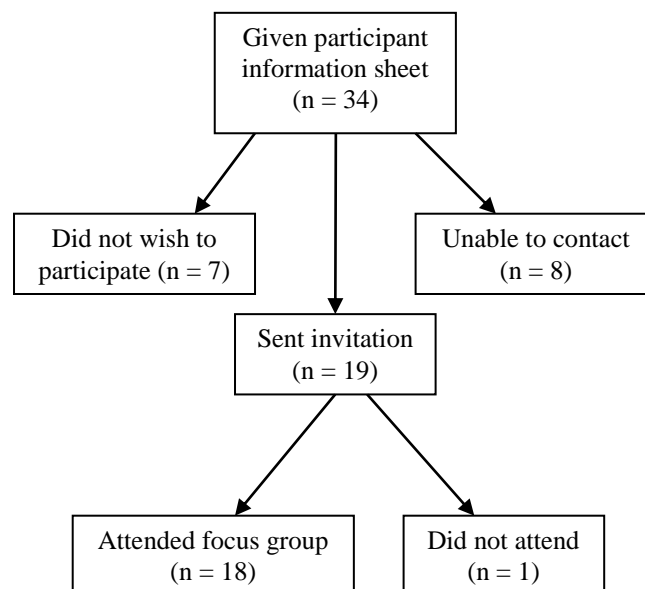 Given participant
information sheet
(n = 34)
Did not wish to
participate (n = 7)
Unable to contact
(n = 8)
Sent invitation
(n = 19)
Attended focus group
(n = 18)
Did not attend
(n = 1)